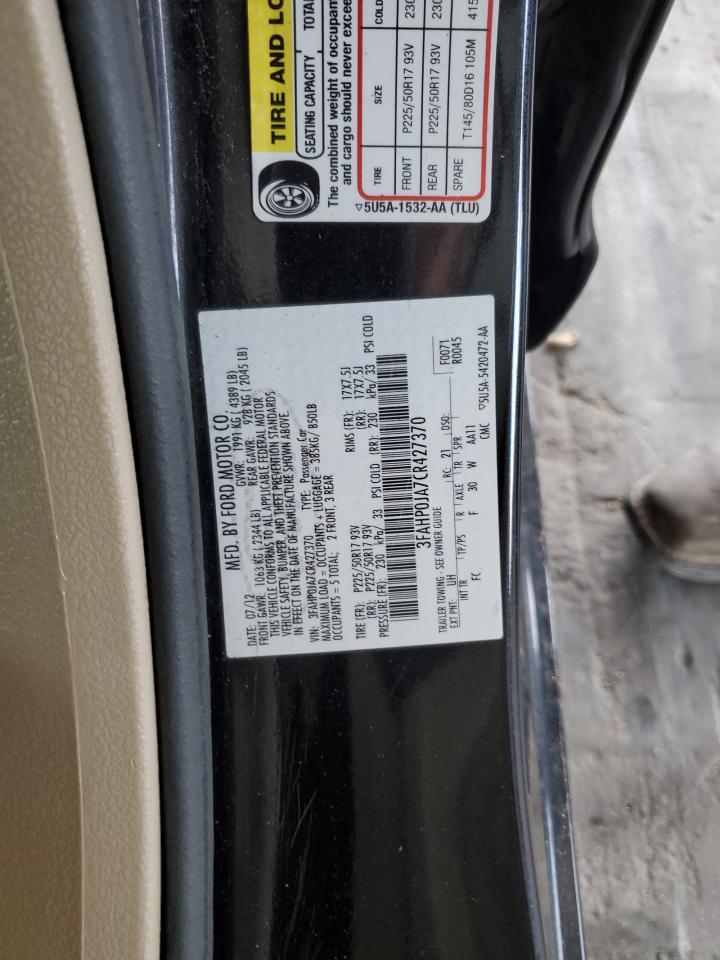 TIRE AND LO
SEATING CAPACITY TOTAL
The combined weight of occupan
and cargo should never excee
TIRE SIZE COLD
FRONT P225/50R17 93V 230
REAR P225/50R17 93V 230
SPARE T145/80D16 105M 415
▽5U5A-1532-AA (TLU)
MFD. BY FORD MOTOR CO.
DATE: 07/12 GVWR: 1991 KG ( 4389 LB)
FRONT GAWR: 1063 KG ( 2344 LB) REAR GAWR: 928 KG ( 2045 LB)
THIS VEHICLE CONFORMS TO ALL APPLICABLE FEDERAL MOTOR
VEHICLE SAFETY, BUMPER, AND THEFT PREVENTION STANDARDS
IN EFFECT ON THE DATE OF MANUFACTURE SHOWN ABOVE.
VIN: 3FAHP0JA7CR427370 TYPE: Passenger Car
MAXIMUM LOAD = OCCUPANTS + LUGGAGE = 385KG/ 850LB
OCCUPANTS = 5 TOTAL; 2 FRONT, 3 REAR
TIRE (FR): P225/50R17 93V RIMS (FR): 17X7.5J
(RR): P225/50R17 93V (RR): 17X7.5J
PRESSURE (FR): 230 kPa/ 33 PSI COLD (RR): 230 kPa/ 33 PSI COLD
3FAHP0JA7CR427370
TRAILER TOWING - SEE OWNER GUIDE F0071
R0045
EXT PNT: UH RC: 21 DSO:
INT TR TP/PS R AXLE TR SPR
FC F 30 W AA11
CMC ▽5U5A-5420472-AA